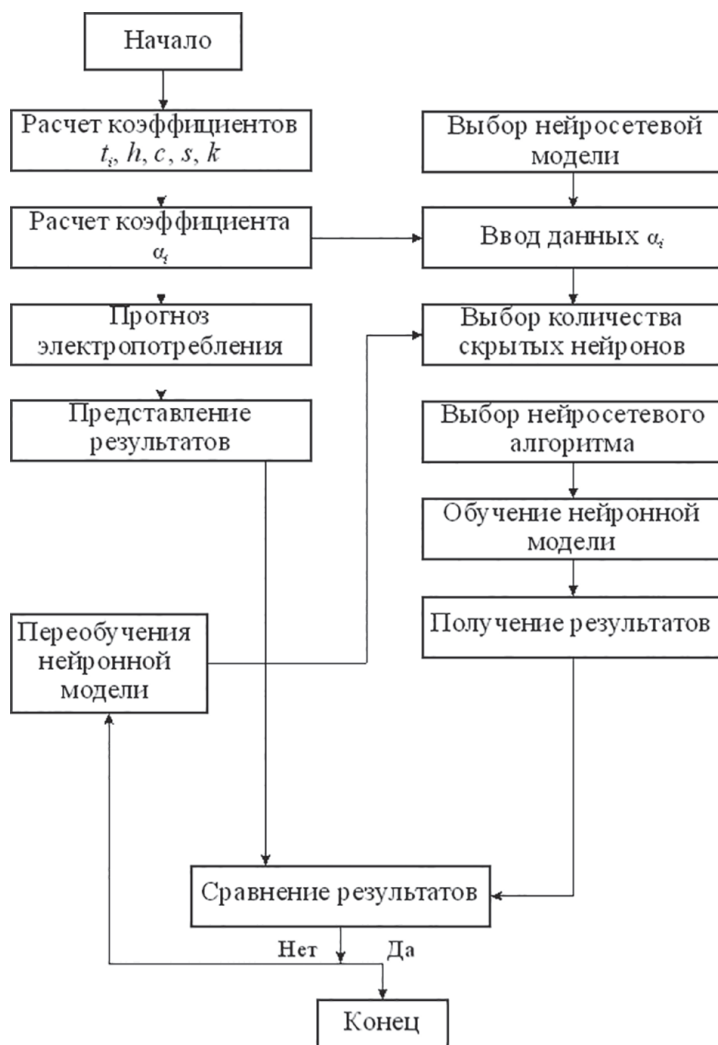 Начало
Расчет коэффициентов
tᵢ, h, c, s, k
Расчет коэффициента
αᵢ
Прогноз
электропотребления
Представление
результатов
Выбор нейросетевой
модели
Ввод данных αᵢ
Выбор количества
скрытых нейронов
Выбор нейросетевого
алгоритма
Обучение нейронной
модели
Получение результатов
Переобучения
нейронной
модели
Сравнение результатов
Нет Да
Конец